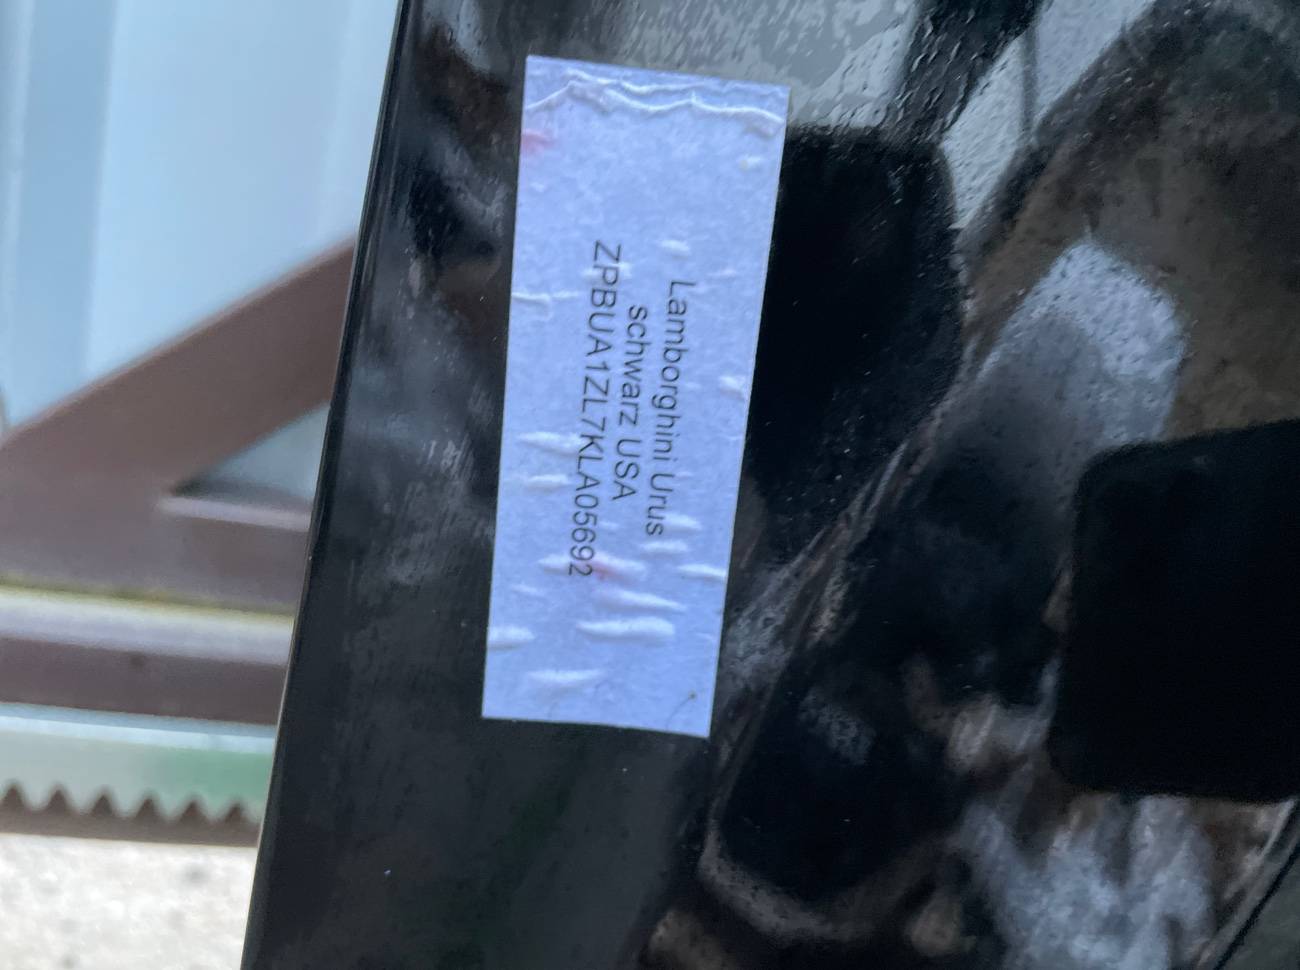 Lamborghini Urus
schwarz USA
ZPBUA1ZL7KLA05692